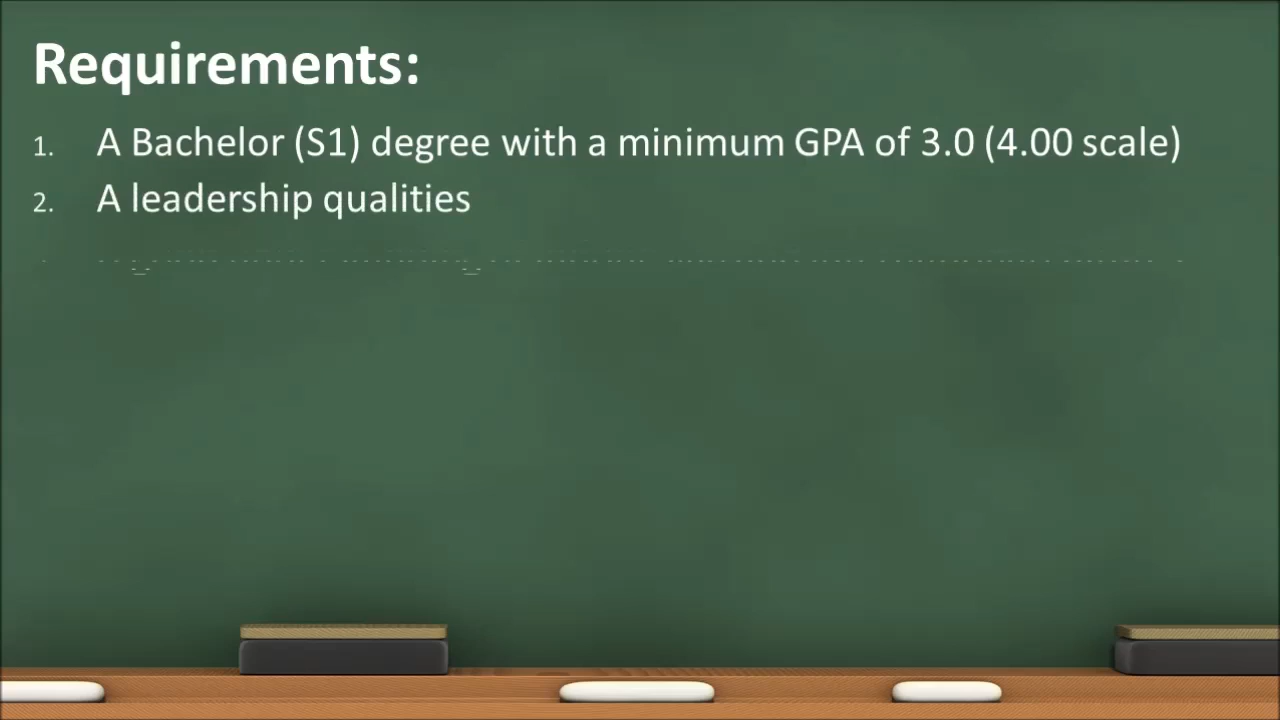 Requirements:
1. A Bachelor (S1) degree with a minimum GPA of 3.0 (4.00 scale)
2. A leadership qualities